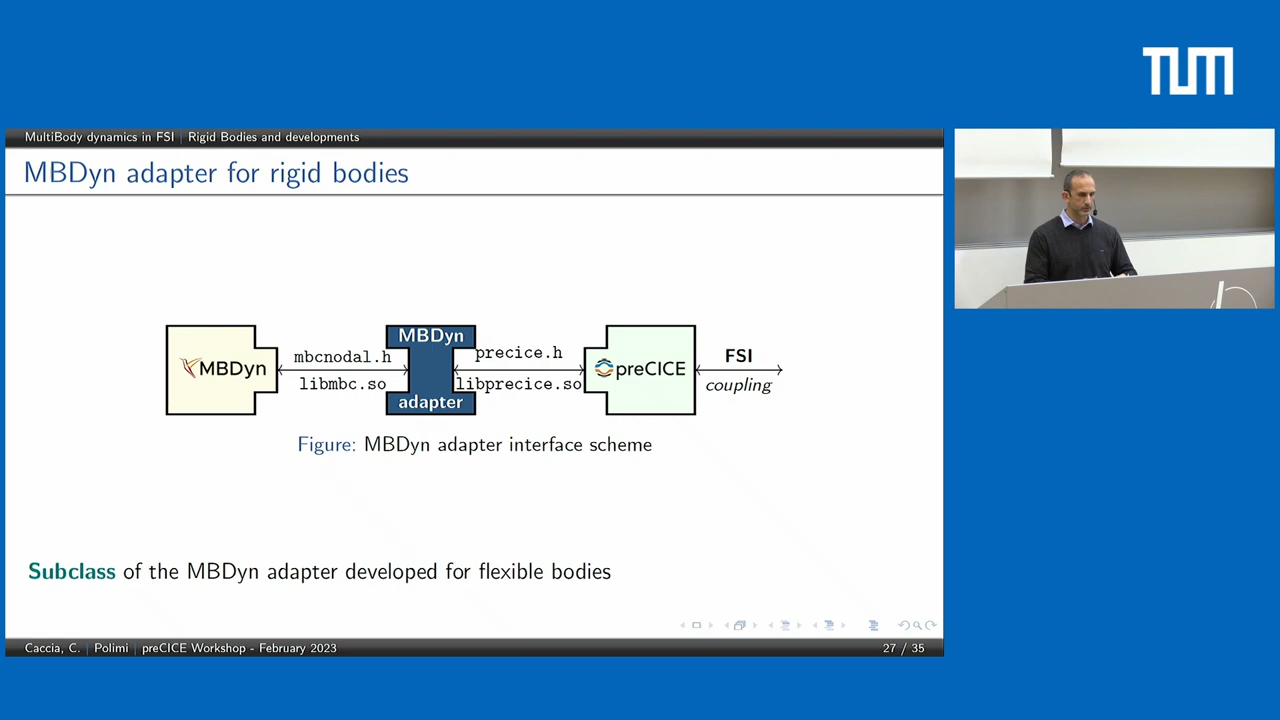 TUM
MultiBody dynamics in FSI | Rigid Bodies and developments
MBDyn adapter for rigid bodies
MBDyn
mbcnodal.h
libmbc.so
MBDyn
adapter
precice.h
libprecice.so
preCICE
FSI
coupling
Figure: MBDyn adapter interface scheme
Subclass of the MBDyn adapter developed for flexible bodies
Caccia, C. | Polimi | preCICE Workshop - February 2023
27 / 35